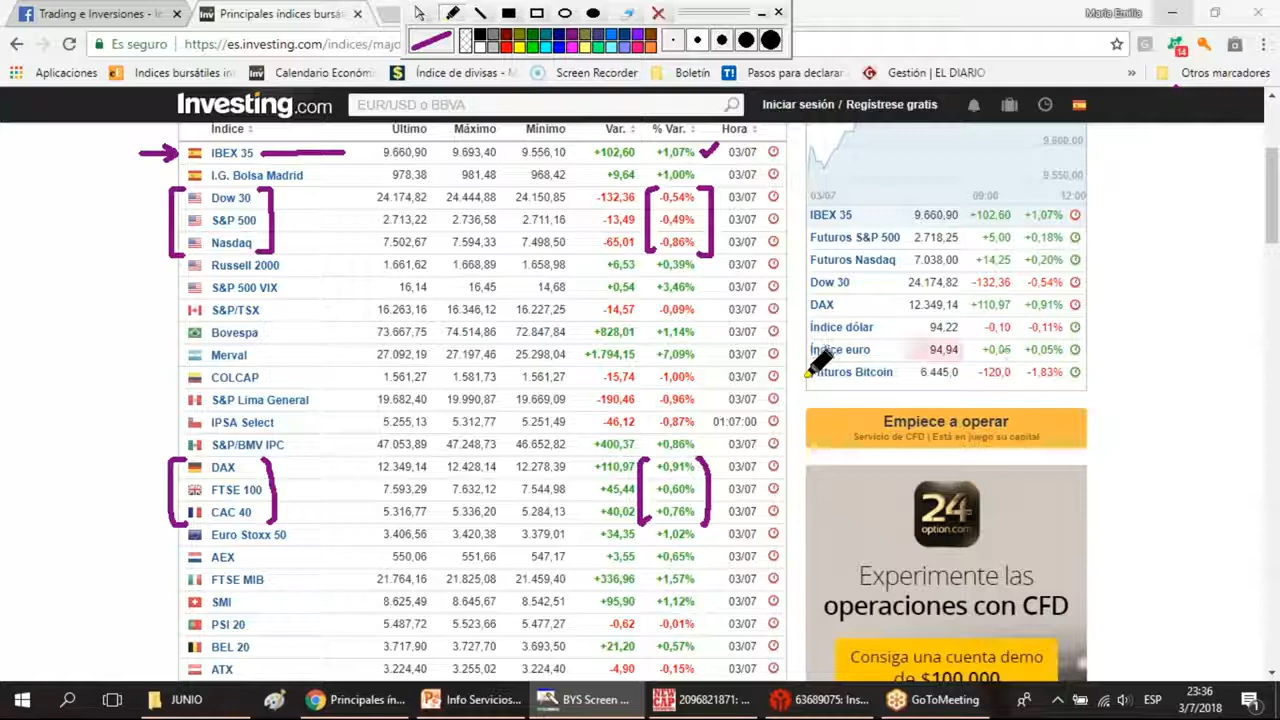 Trading e Inversiones - I
Principales índices bursá
Maria Emilia
Es seguro
https://es.investing.com/indices/majo
Aplicaciones
Indices bursátiles in
Calendario Económi
Índice de divisas - M
Screen Recorder
Boletín
Pasos para declarar
Gestión | EL DIARIO
»
Otros marcadores
14
Investing.com
EUR/USD o BBVA
Iniciar sesión / Regístrese gratis
Índice Último Máximo Mínimo Var. % Var. Hora
IBEX 35 9.660,90 9.693,40 9.556,10 +102,60 +1,07% 03/07
I.G. Bolsa Madrid 978,38 981,48 968,42 +9,64 +1,00% 03/07
Dow 30 24.174,82 24.444,88 24.150,85 -132,36 -0,54% 03/07
S&P 500 2.713,22 2.736,58 2.711,16 -13,49 -0,49% 03/07
Nasdaq 7.502,67 7.594,33 7.498,50 -65,01 -0,86% 03/07
Russell 2000 1.661,62 1.668,89 1.658,98 +6,53 +0,39% 03/07
S&P 500 VIX 16,14 16,45 14,68 +0,54 +3,46% 03/07
S&P/TSX 16.263,16 16.346,12 16.227,25 -14,57 -0,09% 03/07
Bovespa 73.667,75 74.514,86 72.847,84 +828,01 +1,14% 03/07
Merval 27.092,19 27.197,46 25.298,04 +1.794,15 +7,09% 03/07
COLCAP 1.561,27 1.581,73 1.561,27 -15,74 -1,00% 03/07
S&P Lima General 19.682,40 19.990,87 19.669,09 -190,46 -0,96% 03/07
IPSA Select 5.255,13 5.312,77 5.251,49 -46,12 -0,87% 01:07:00
S&P/BMV IPC 47.053,89 47.248,73 46.652,82 +400,37 +0,86% 03/07
DAX 12.349,14 12.428,14 12.278,39 +110,97 +0,91% 03/07
FTSE 100 7.593,29 7.632,12 7.544,98 +45,44 +0,60% 03/07
CAC 40 5.316,77 5.336,20 5.284,13 +40,02 +0,76% 03/07
Euro Stoxx 50 3.406,56 3.420,38 3.379,01 +34,35 +1,02% 03/07
AEX 550,06 551,66 547,17 +3,55 +0,65% 03/07
FTSE MIB 21.764,16 21.825,08 21.459,40 +336,96 +1,57% 03/07
SMI 8.625,49 8.645,67 8.542,51 +95,90 +1,12% 03/07
PSI 20 5.487,72 5.523,66 5.477,27 -0,62 -0,01% 03/07
BEL 20 3.717,90 3.727,70 3.693,50 +21,20 +0,57% 03/07
ATX 3.224,40 3.255,02 3.224,40 -4,90 -0,15% 03/07
9.600,00
9.550,00
03/07 09:00 12:00
IBEX 35 9.660,90 +102,60 +1,07%
Futuros S&P 500 2.718,25 +5,00 +0,18%
Futuros Nasdaq 7.038,00 +14,25 +0,20%
Dow 30 24.174,82 -132,36 -0,54%
DAX 12.349,14 +110,97 +0,91%
Índice dólar 94,22 -0,10 -0,11%
Índice euro 94,94 +0,05%
Futuros Bitcoin 6.445,0 -120,0 -1,83%
Empiece a operar
Servicio de CFD | Está en juego su capital
24
option.com
Experimente las
operaciones con CFD
Consiga una cuenta demo
de $100.000
JUNIO
Principales ín...
Info Servicios...
BYS Screen ...
NEW CAP
2096821871: ...
63689075: Ins...
GoToMeeting
ESP
23:36
3/7/2018
1